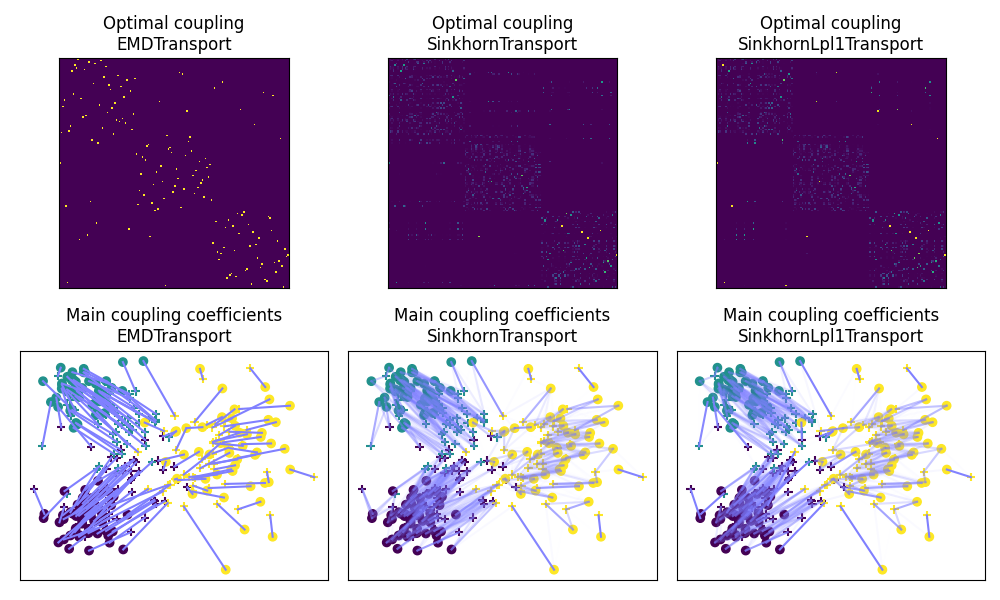 Optimal coupling
EMDTransport
Optimal coupling
SinkhornTransport
Optimal coupling
SinkhornLpl1Transport
Main coupling coefficients
EMDTransport
Main coupling coefficients
SinkhornTransport
Main coupling coefficients
SinkhornLpl1Transport